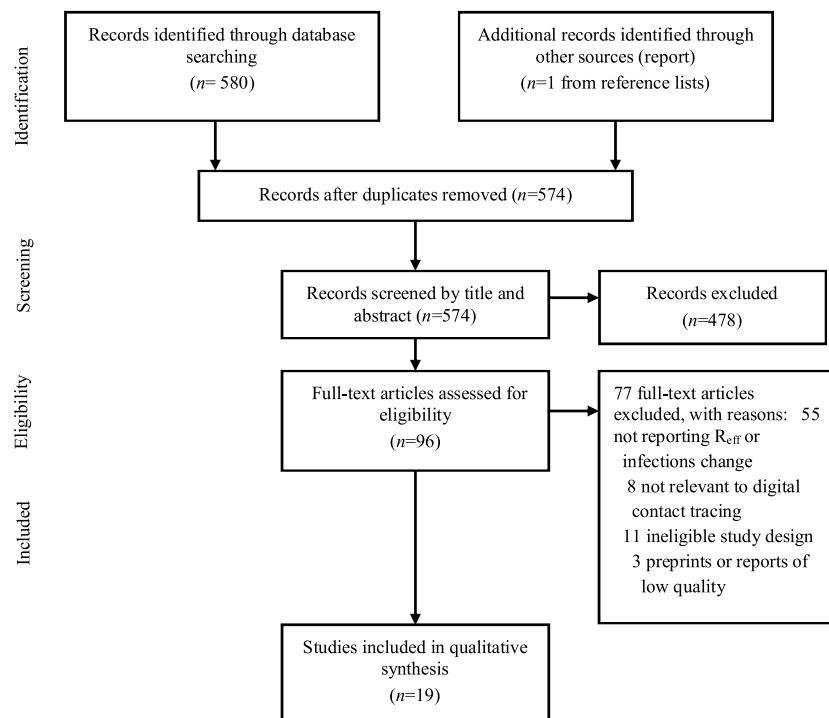 Identification
Records identified through database
searching
(n= 580)
Additional records identified through
other sources (report)
(n=1 from reference lists)
Records after duplicates removed (n=574)
Screening
Records screened by title and
abstract (n=574)
Records excluded
(n=478)
Eligibility
Full-text articles assessed for
eligibility
(n=96)
77 full-text articles
excluded, with reasons: 55
not reporting Reff or
infections change
8 not relevant to digital
contact tracing
11 ineligible study design
3 preprints or reports of
low quality
Included
Studies included in qualitative
synthesis
(n=19)